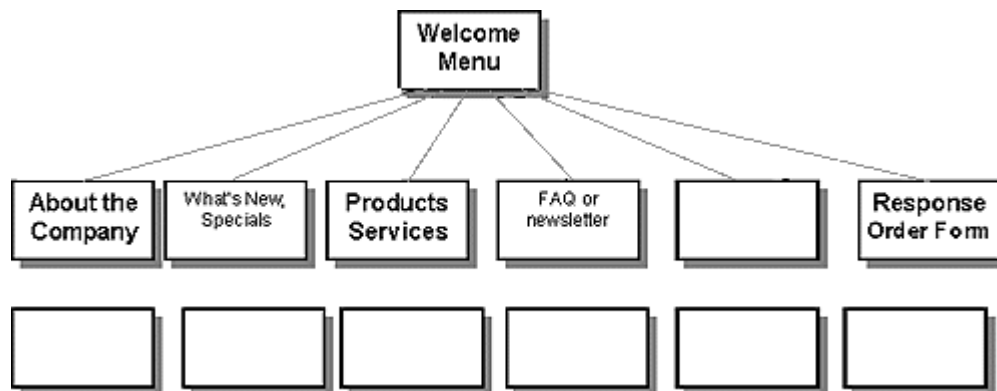 Welcome
Menu
About the
Company
What's New,
Specials
Products
Services
FAQ or
newsletter
Response
Order Form